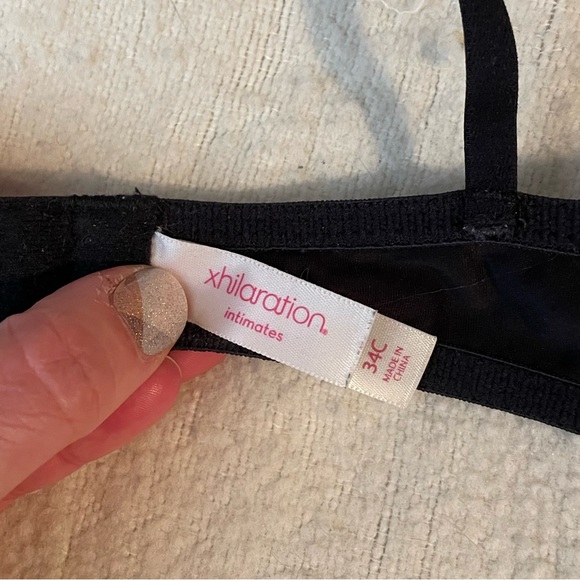 xhilaration®
intimates
34C
MADE IN
CHINA